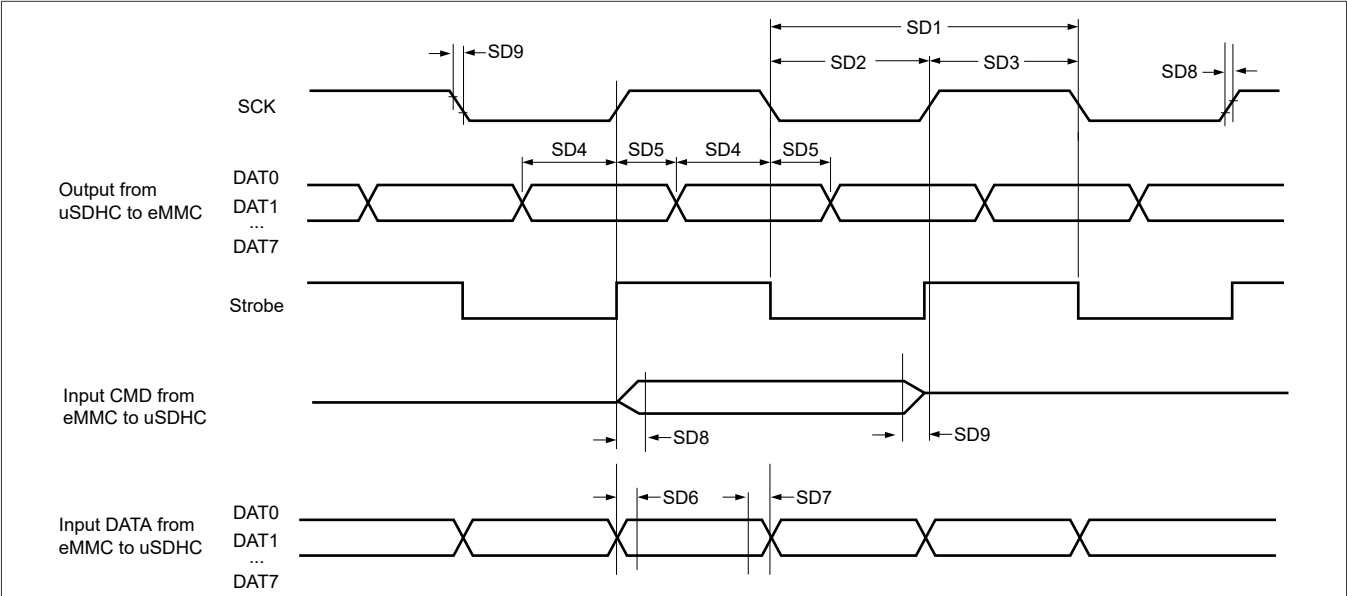 SD1
SD9
SD2
SD3
SD8
SCK
SD4
SD5
SD4
SD5
Output from
uSDHC to eMMC
DAT0
DAT1
...
DAT7
Strobe
Input CMD from
eMMC to uSDHC
SD8
SD9
SD6
SD7
Input DATA from
eMMC to uSDHC
DAT0
DAT1
...
DAT7